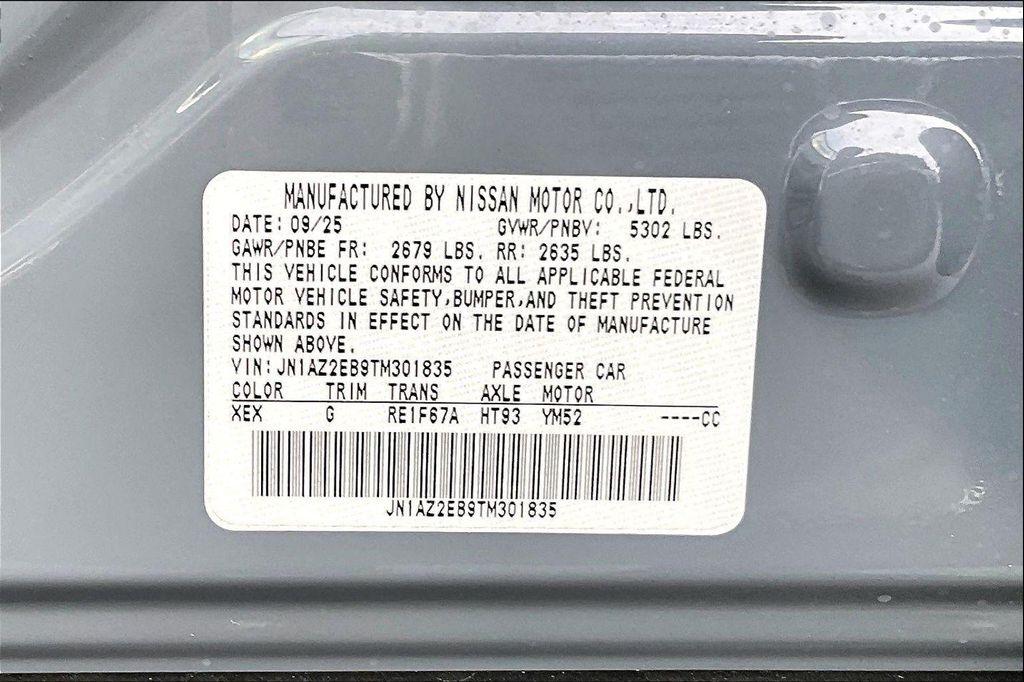 MANUFACTURED BY NISSAN MOTOR CO.,LTD.
DATE: 09/25 GVWR/PNBV: 5302 LBS.
GAWR/PNBE FR: 2679 LBS. RR: 2635 LBS.
THIS VEHICLE CONFORMS TO ALL APPLICABLE FEDERAL
MOTOR VEHICLE SAFETY,BUMPER,AND THEFT PREVENTION
STANDARDS IN EFFECT ON THE DATE OF MANUFACTURE
SHOWN ABOVE.
VIN:JN1AZ2EB9TM301835 PASSENGER CAR
COLOR TRIM TRANS AXLE MOTOR
XEX G RE1F67A HT93 YM52 ----CC
JN1AZ2EB9TM301835